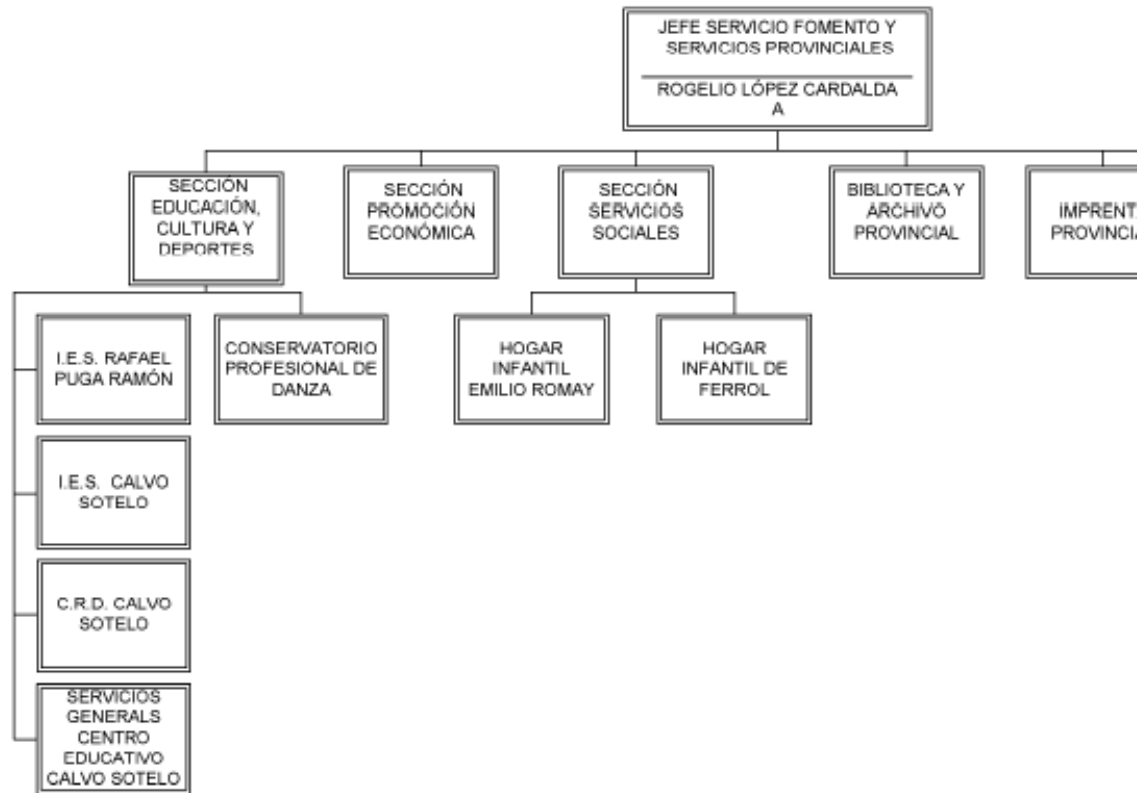 JEFE SERVICIO FOMENTO Y
SERVICIOS PROVINCIALES
ROGELIO LÓPEZ CARDALDA
A
SECCIÓN
EDUCACIÓN,
CULTURA Y
DEPORTES
SECCIÓN
PROMOCIÓN
ECONÓMICA
SECCIÓN
SERVICIOS
SOCIALES
BIBLIOTECA Y
ARCHIVO
PROVINCIAL
I.E.S. RAFAEL
PUGA RAMÓN
CONSERVATORIO
PROFESIONAL DE
DANZA
HOGAR
INFANTIL
EMILIO ROMAY
HOGAR
INFANTIL DE
FERROL
I.E.S. CALVO
SOTELO
C.R.D. CALVO
SOTELO
SERVICIOS
GENERALS
CENTRO
EDUCATIVO
CALVO SOTELO